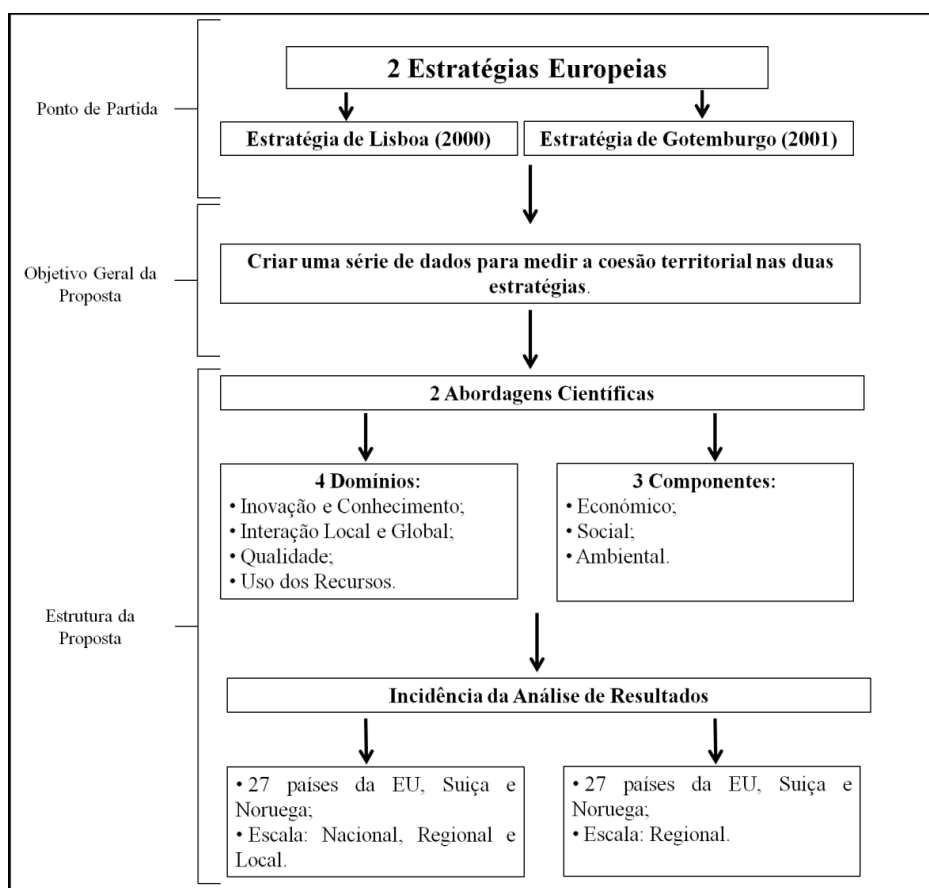 2 Estratégias Europeias
Ponto de Partida
Estratégia de Lisboa (2000)
Estratégia de Gotemburgo (2001)
Objetivo Geral da
Proposta
Criar uma série de dados para medir a coesão territorial nas duas
estratégias.
2 Abordagens Científicas
4 Domínios:
• Inovação e Conhecimento;
• Interação Local e Global;
• Qualidade;
• Uso dos Recursos.
3 Componentes:
• Económico;
• Social;
• Ambiental.
Estrutura da
Proposta
Incidência da Análise de Resultados
• 27 países da EU, Suiça e
Noruega;
• Escala: Nacional, Regional e
Local.
• 27 países da EU, Suiça e
Noruega;
• Escala: Regional.